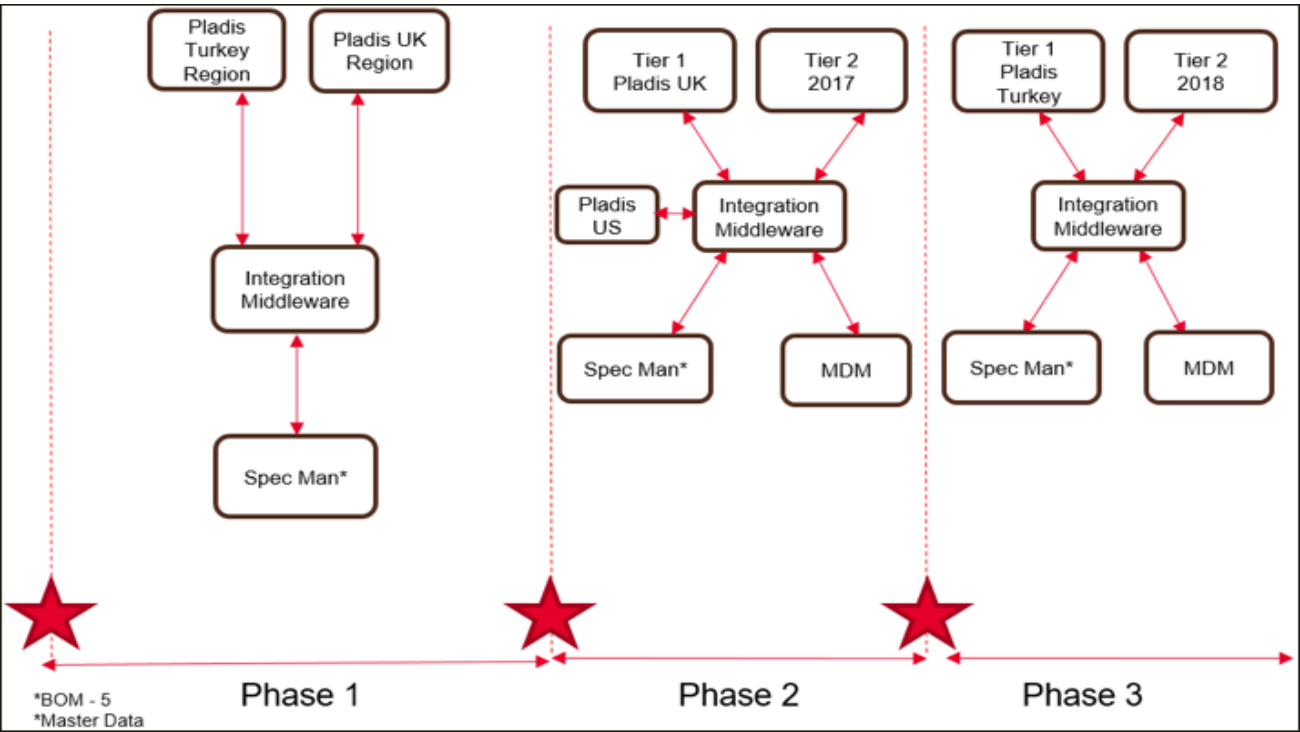 Pladis
Turkey
Region
Pladis UK
Region
Integration
Middleware
Spec Man*
Tier 1
Pladis UK
Tier 2
2017
Pladis
US
Integration
Middleware
Spec Man*
MDM
Tier 1
Pladis
Turkey
Tier 2
2018
Integration
Middleware
Spec Man*
MDM
Phase 1
Phase 2
Phase 3
*BOM - 5
*Master Data